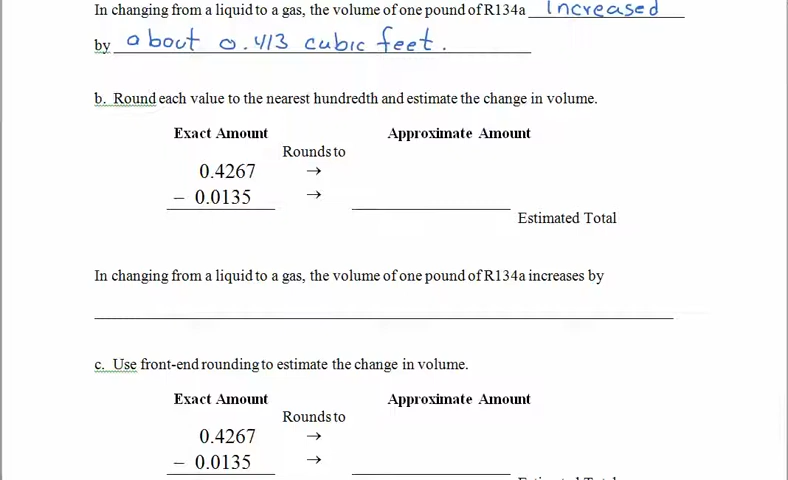 In changing from a liquid to a gas, the volume of one pound of R134a Increased
by about 0.413 cubic feet.
b. Round each value to the nearest hundredth and estimate the change in volume.
Exact Amount Approximate Amount
Rounds to
0.4267 →
− 0.0135 →
Estimated Total
In changing from a liquid to a gas, the volume of one pound of R134a increases by
c. Use front-end rounding to estimate the change in volume.
Exact Amount Approximate Amount
Rounds to
0.4267 →
− 0.0135 →
Estimated Total